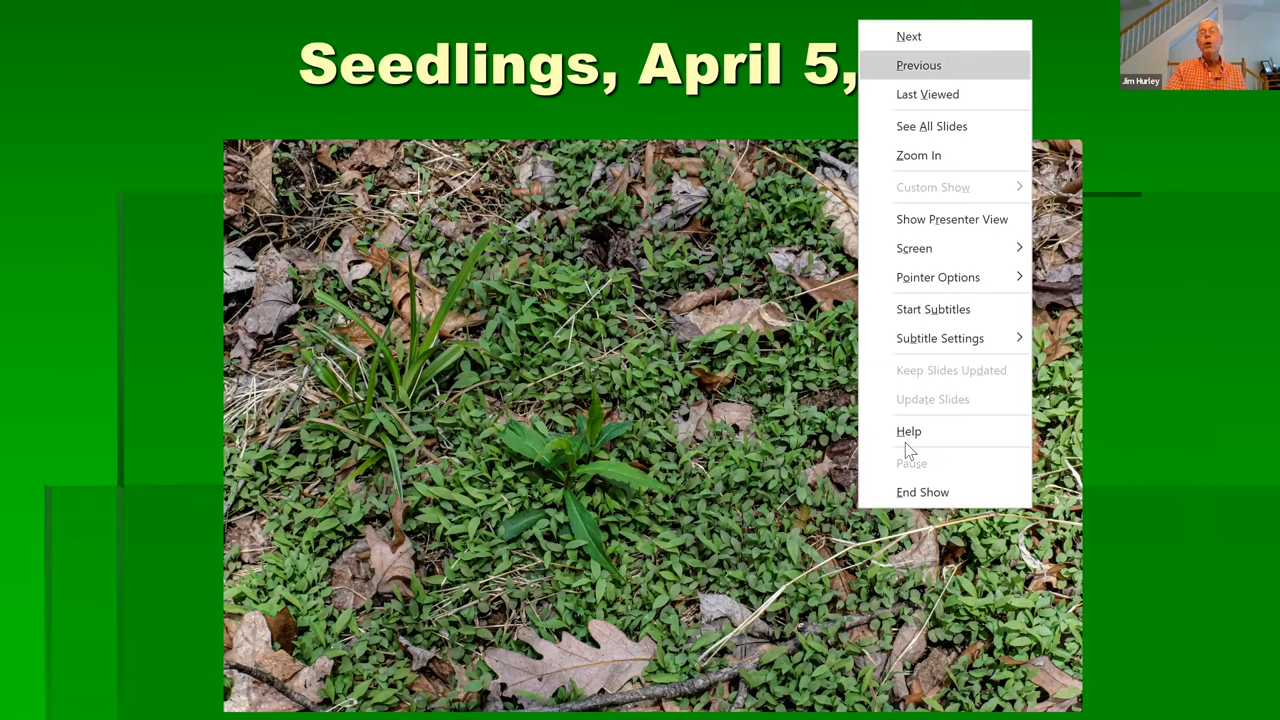 Seedlings, April 5,
Next
Previous
Last Viewed
See All Slides
Zoom In
Custom Show
Show Presenter View
Screen
Pointer Options
Start Subtitles
Subtitle Settings
Keep Slides Updated
Update Slides
Help
Pause
End Show
Jim Hurley